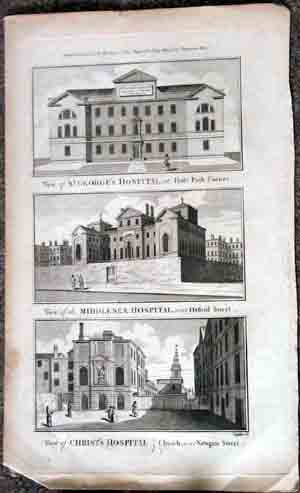 View of St. GEORGE'S HOSPITAL, at Hyde Park Corner.
View of the MIDDLESEX HOSPITAL, near Oxford Street.
View of CHRIST'S HOSPITAL & Church, near Newgate Street.